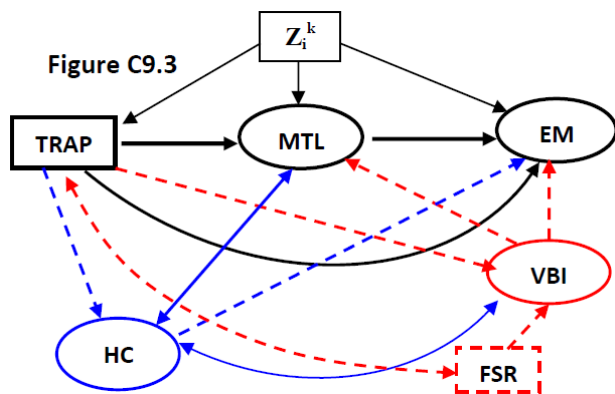 Z_i^k
Figure C9.3
TRAP
MTL
EM
VBI
HC
FSR